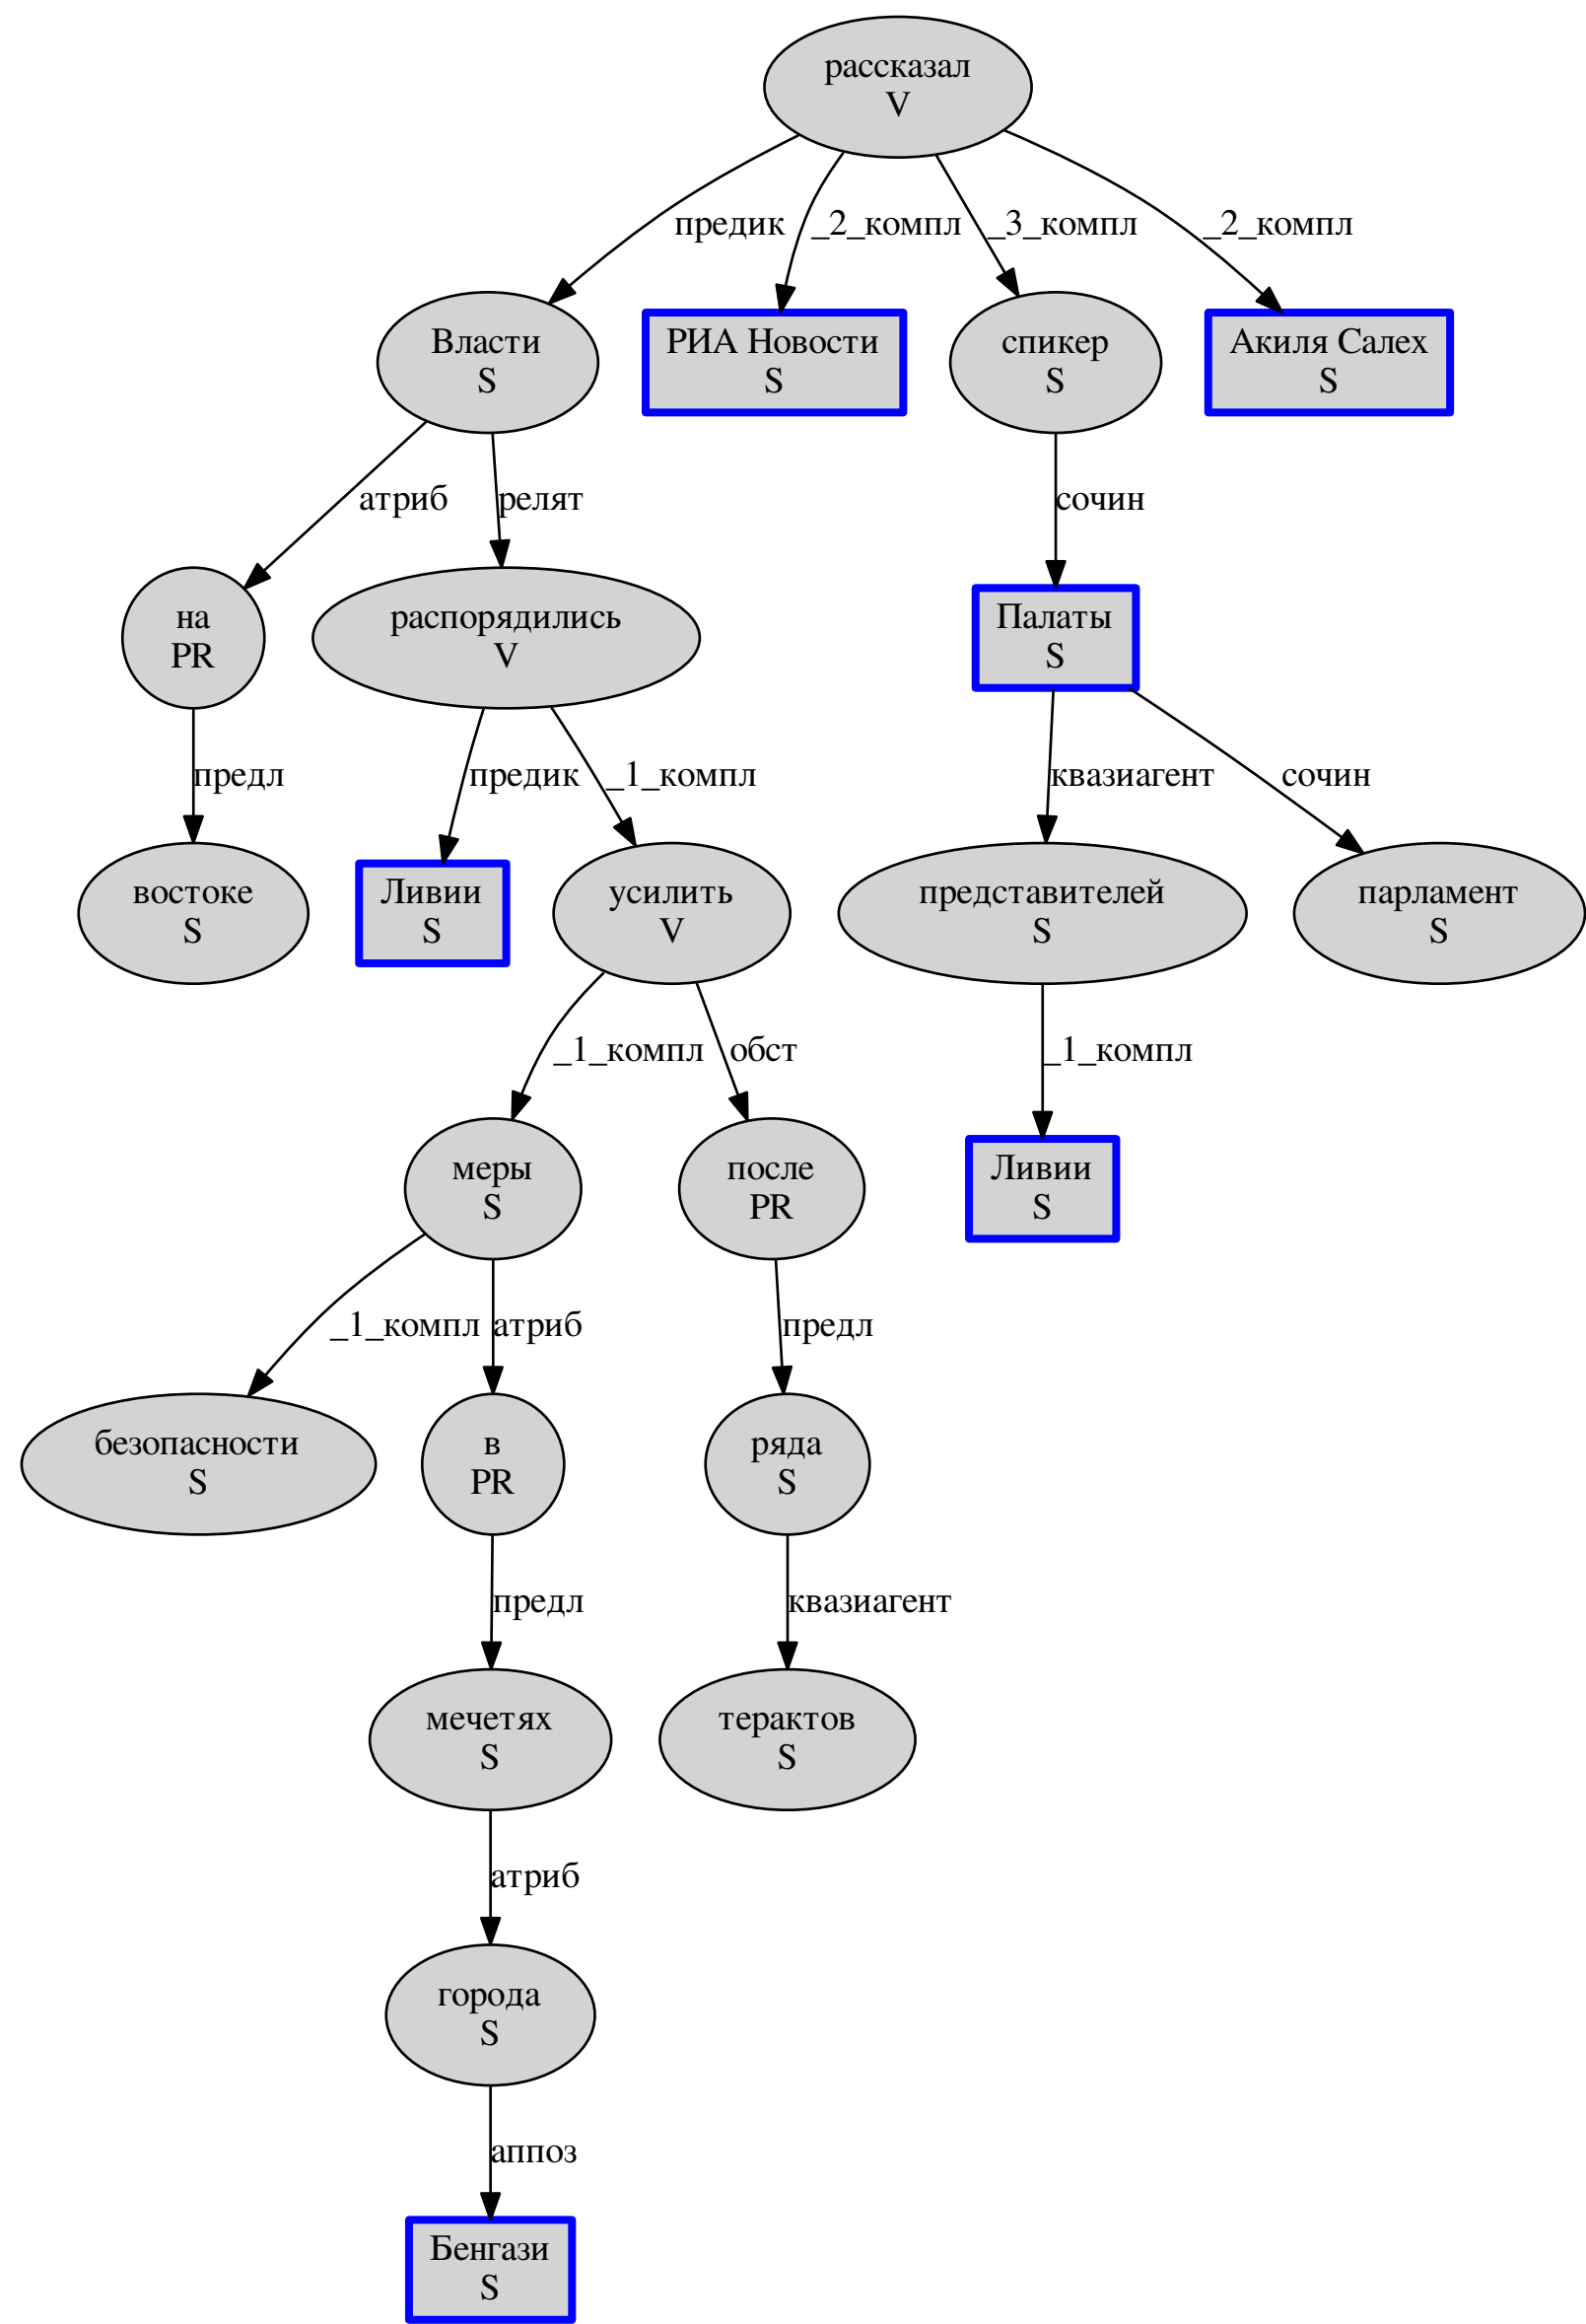 рассказал
V
предик
_2_компл
_3_компл
_2_компл
Власти
S
РИА Новости
S
спикер
S
Акиля Салех
S
атриб
релят
сочин
на
PR
распорядились
V
Палаты
S
предл
предик
_1_компл
квазиагент
сочин
востоке
S
Ливии
S
усилить
V
представителей
S
парламент
S
_1_компл
обст
_1_компл
меры
S
после
PR
Ливии
S
_1_компл
атриб
предл
безопасности
S
в
PR
ряда
S
предл
квазиагент
мечетях
S
терактов
S
атриб
города
S
аппоз
Бенгази
S